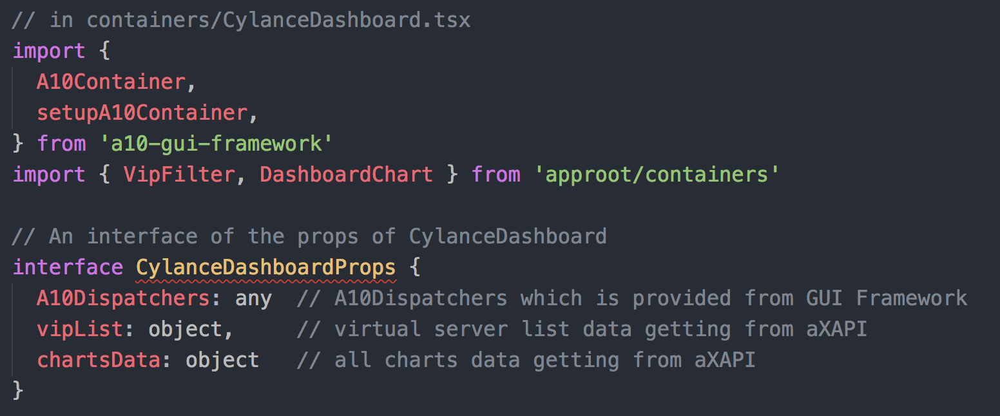 // in containers/CylanceDashboard.tsx
import {
  A10Container,
  setupA10Container,
} from 'a10-gui-framework'
import { VipFilter, DashboardChart } from 'approot/containers'

// An interface of the props of CylanceDashboard
interface CylanceDashboardProps {
  A10Dispatchers: any  // A10Dispatchers which is provided from GUI Framework
  vipList: object,     // virtual server list data getting from aXAPI
  chartsData: object   // all charts data getting from aXAPI
}